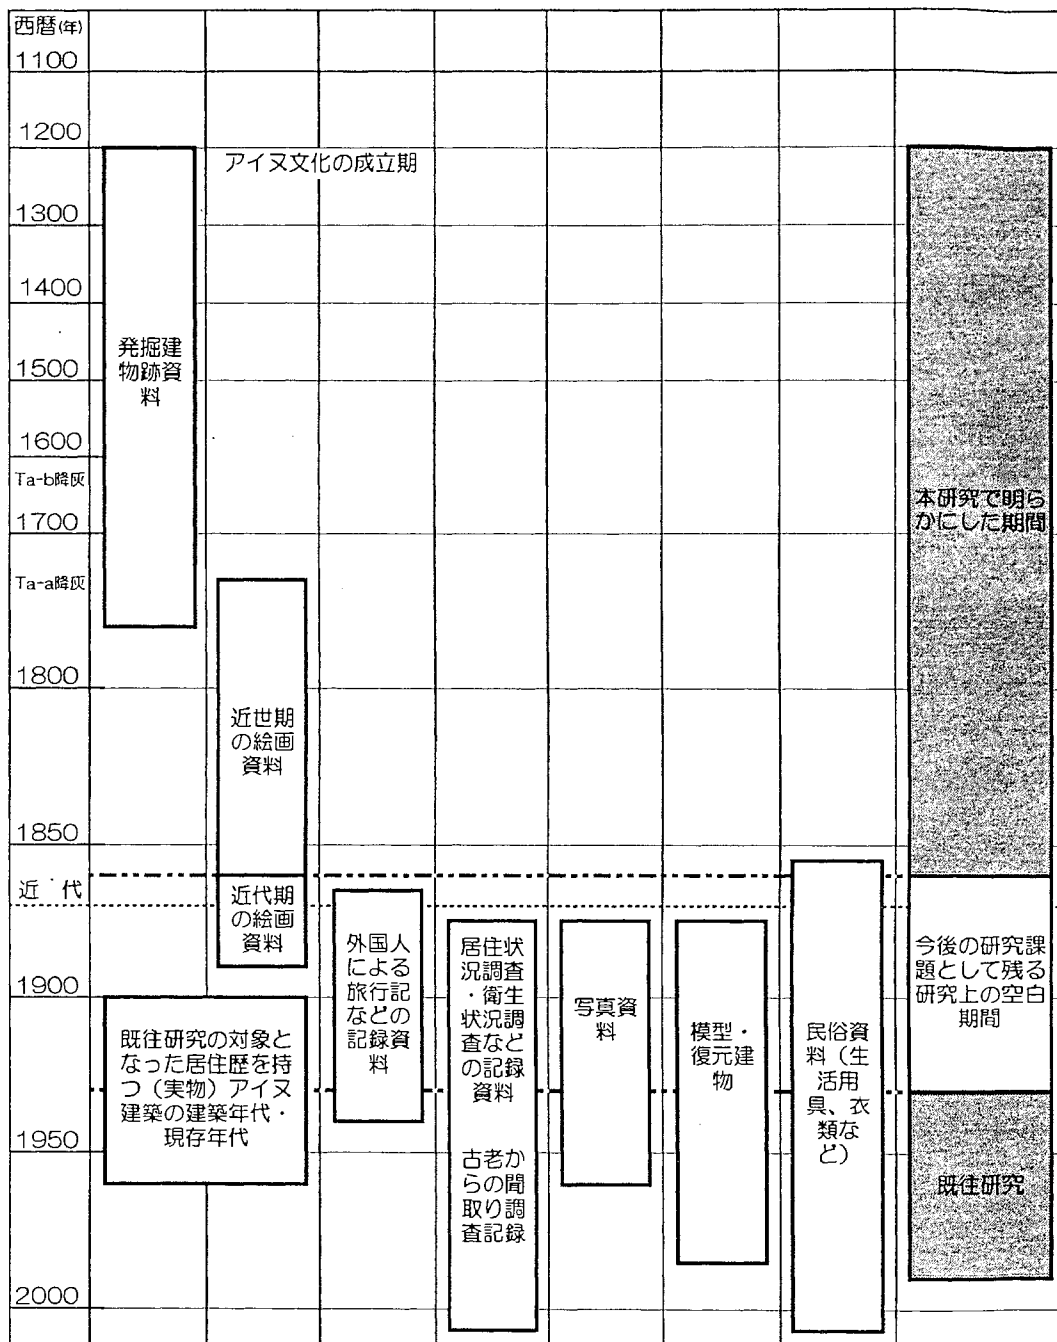 西暦(年)
1100
1200
1300
1400
1500
1600
Ta-b降灰
1700
Ta-a降灰
1800
1850
近 代
1900
1950
2000
アイヌ文化の成立期
発掘建
物跡資
料
近世期
の絵画
資料
近代期
の絵画
資料
既往研究の対象と
なった居住歴を持
つ（実物）アイヌ
建築の建築年代・
現存年代
外国人
による
旅行記
などの
記録資
料
居住状
況調査
・衛生
状況調
査など
の記録
資料
古老か
らの聞
取り調
査記録
写真資
料
模型・
復元建
物
民俗資
料（生
活用
具、衣
類な
ど）
本研究で明ら
かにした期間
今後の研究課
題として残る
研究上の空白
期間
既往研究